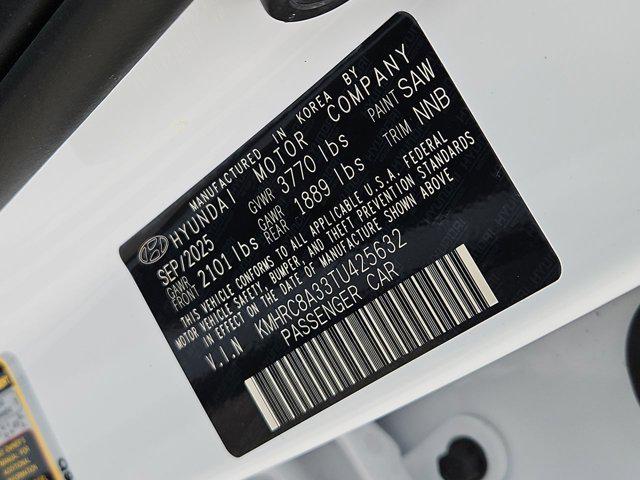 MANUFACTURED IN KOREA BY
HYUNDAI MOTOR COMPANY
SEP/2025 GVWR 3770 lbs PAINT SAW
GAWR FRONT 2101 lbs GAWR REAR 1889 lbs TRIM NNB
THIS VEHICLE CONFORMS TO ALL APPLICABLE U.S.A. FEDERAL
MOTOR VEHICLE SAFETY, BUMPER, AND THEFT PREVENTION STANDARDS
IN EFFECT ON THE DATE OF MANUFACTURE SHOWN ABOVE
V.I.N KMHRC8A33TU425632
PASSENGER CAR